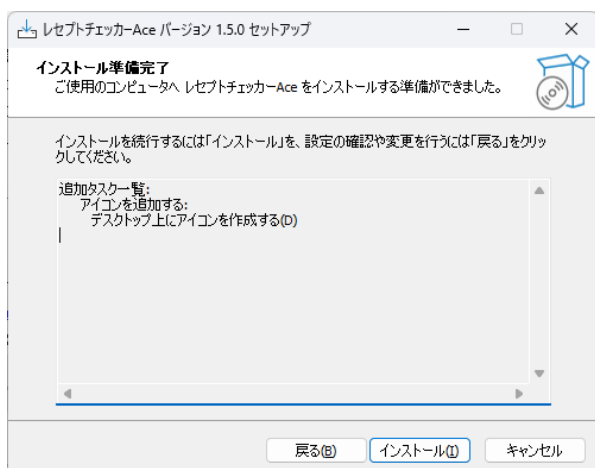 レセプトチェッカーAce バージョン 1.5.0 セットアップ
インストール準備完了
ご使用のコンピュータへ レセプトチェッカーAce をインストールする準備ができました。
インストールを続行するには「インストール」を、設定の確認や変更を行うには「戻る」をクリッ
クしてください。
追加タスク一覧:
アイコンを追加する:
デスクトップ上にアイコンを作成する(D)
戻る(B)
インストール(I)
キャンセル